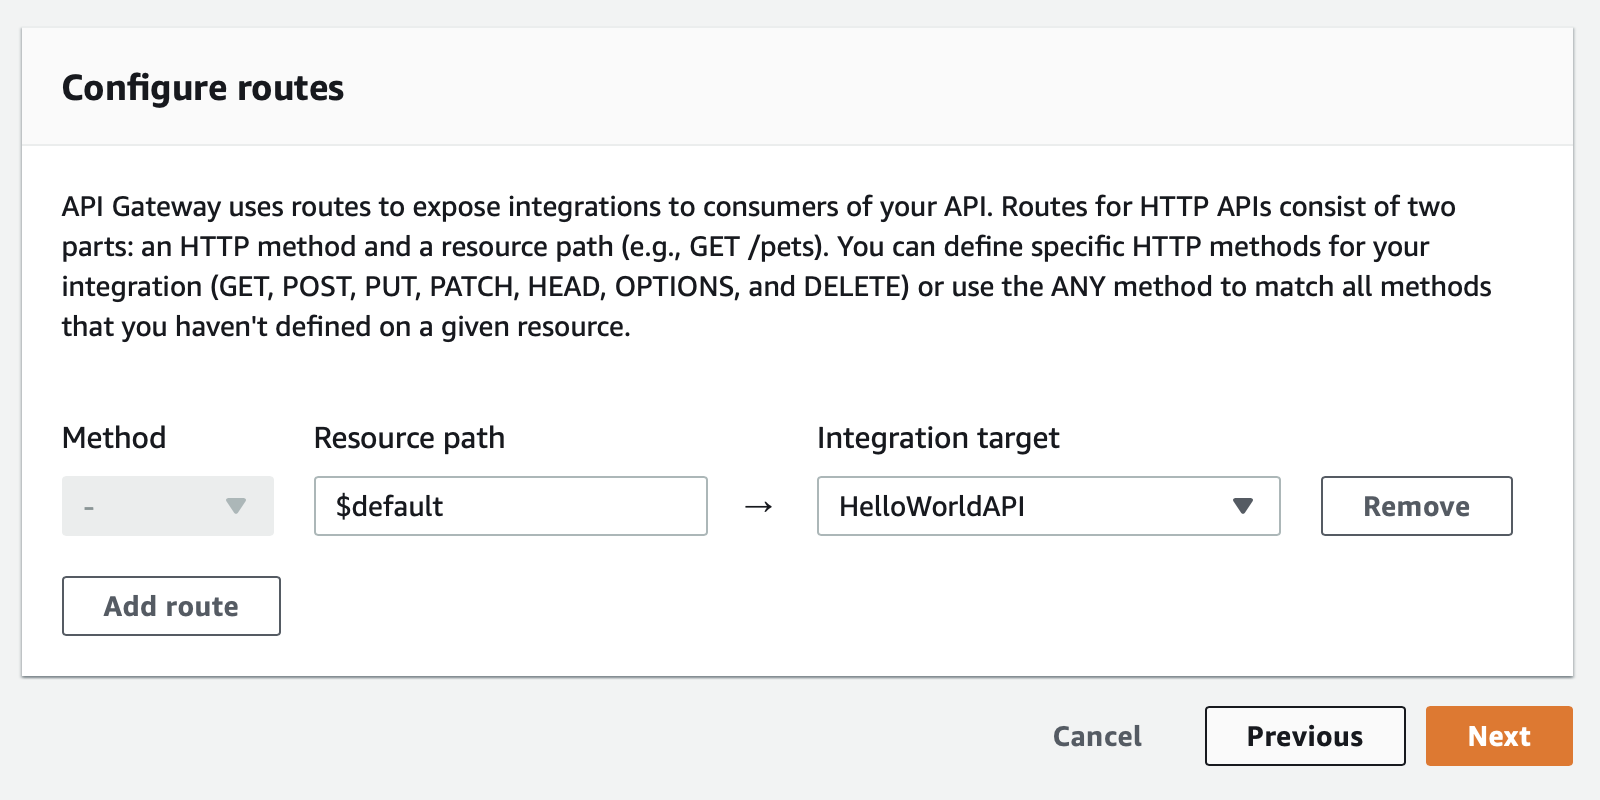 Configure routes
API Gateway uses routes to expose integrations to consumers of your API. Routes for HTTP APIs consist of two
parts: an HTTP method and a resource path (e.g., GET /pets). You can define specific HTTP methods for your
integration (GET, POST, PUT, PATCH, HEAD, OPTIONS, and DELETE) or use the ANY method to match all methods
that you haven't defined on a given resource.
Method Resource path Integration target
- $default → HelloWorldAPI Remove
Add route
Cancel Previous Next